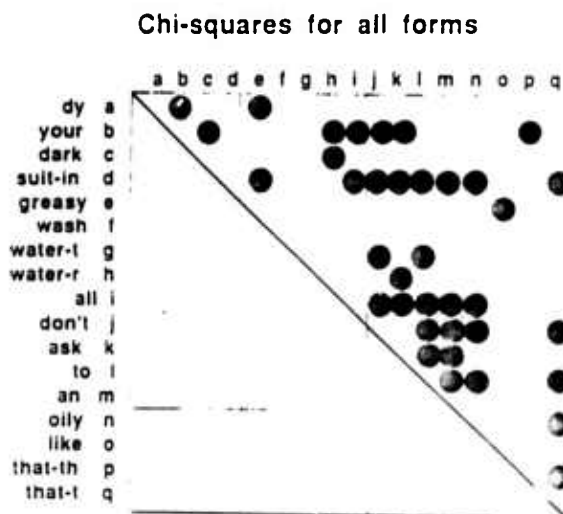 Chi-squares for all forms
a b c d e f g h i j k l m n o p q
dy a
your b
dark c
suit-in d
greasy e
wash f
water-t g
water-r h
all i
don't j
ask k
to l
an m
oily n
like o
that-th p
that-t q